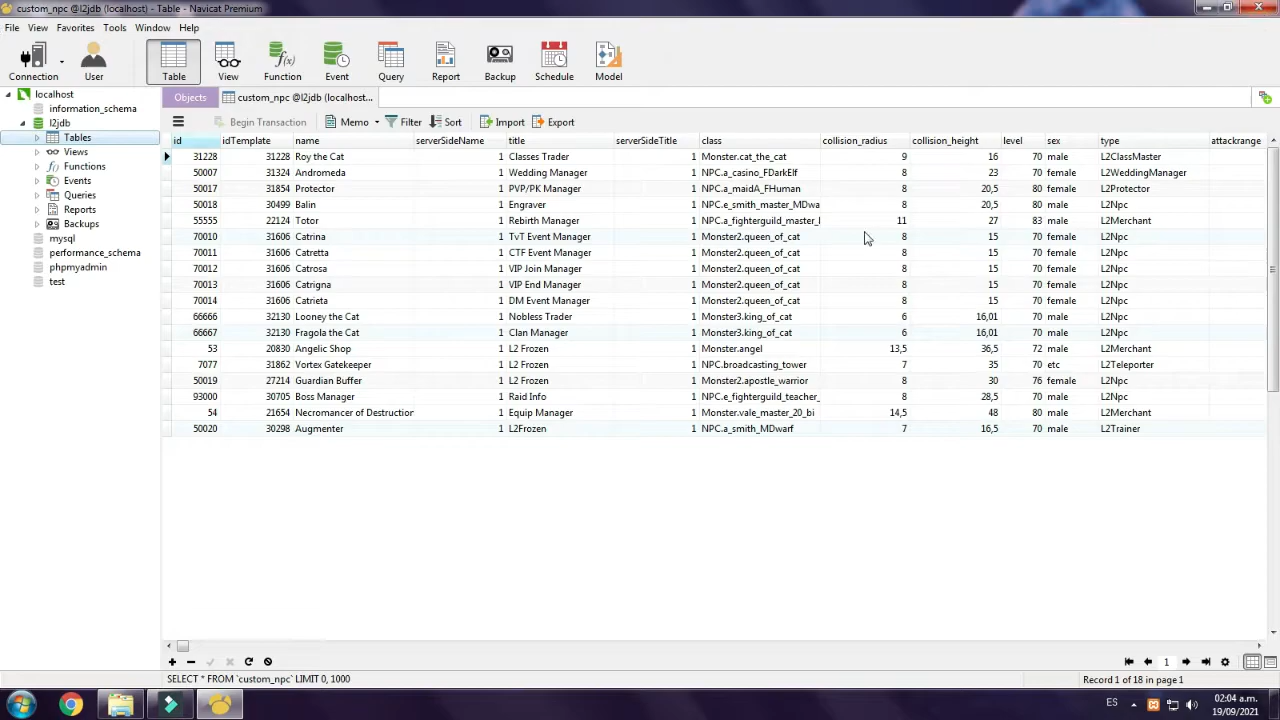 custom_npc @l2jdb (localhost) - Table - Navicat Premium
File View Favorites Tools Window Help
Connection User Table View Function Event Query Report Backup Schedule Model
localhost
information_schema
l2jdb
Tables
Views
Functions
Events
Queries
Reports
Backups
mysql
performance_schema
phpmyadmin
test
Objects custom_npc @l2jdb (localhost...
Begin Transaction Memo Filter Sort Import Export
id idTemplate name serverSideName title serverSideTitle class collision_radius collision_height level sex type attackrange
31228 31228 Roy the Cat 1 Classes Trader 1 Monster.cat_the_cat 9 16 70 male L2ClassMaster
50007 31324 Andromeda 1 Wedding Manager 1 NPC.a_casino_FDarkElf 8 23 70 female L2WeddingManager
50017 31854 Protector 1 PVP/PK Manager 1 NPC.a_maidA_FHuman 8 20,5 80 female L2Protector
50018 30499 Balin 1 Engraver 1 NPC.e_smith_master_MDwa 8 20,5 80 male L2Npc
55555 22124 Totor 1 Rebirth Manager 1 NPC.a_fighterguild_master_ 11 27 83 male L2Merchant
70010 31606 Catrina 1 TvT Event Manager 1 Monster2.queen_of_cat 8 15 70 female L2Npc
70011 31606 Catretta 1 CTF Event Manager 1 Monster2.queen_of_cat 8 15 70 female L2Npc
70012 31606 Catrosa 1 VIP Join Manager 1 Monster2.queen_of_cat 8 15 70 female L2Npc
70013 31606 Catrigna 1 VIP End Manager 1 Monster2.queen_of_cat 8 15 70 female L2Npc
70014 31606 Catrieta 1 DM Event Manager 1 Monster2.queen_of_cat 8 15 70 female L2Npc
66666 32130 Looney the Cat 1 Nobless Trader 1 Monster3.king_of_cat 6 16,01 70 male L2Npc
66667 32130 Fragola the Cat 1 Clan Manager 1 Monster3.king_of_cat 6 16,01 70 male L2Npc
53 20830 Angelic Shop 1 L2 Frozen 1 Monster.angel 13,5 36,5 72 male L2Merchant
7077 31862 Vortex Gatekeeper 1 L2 Frozen 1 NPC.broadcasting_tower 7 35 70 etc L2Teleporter
50019 27214 Guardian Buffer 1 L2 Frozen 1 Monster2.apostle_warrior 8 30 76 female L2Npc
93000 30705 Boss Manager 1 Raid Info 1 NPC.e_fighterguild_teacher_ 8 28,5 70 male L2Npc
54 21654 Necromancer of Destruction 1 Equip Manager 1 Monster.vale_master_20_bi 14,5 48 80 male L2Merchant
50020 30298 Augmenter 1 L2Frozen 1 NPC.a_smith_MDwarf 7 16,5 70 male L2Trainer
1
SELECT * FROM `custom_npc` LIMIT 0, 1000 Record 1 of 18 in page 1
ES 02:04 a.m.
19/09/2021